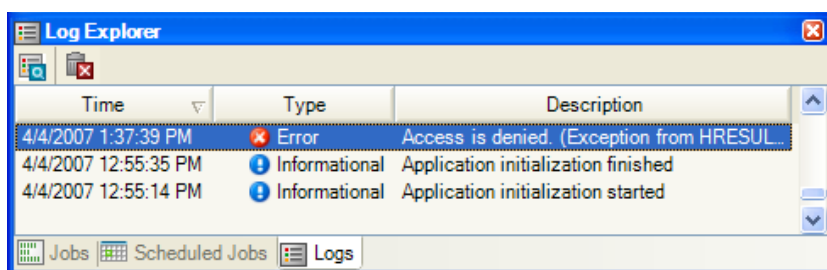 Log Explorer
Time Type Description
4/4/2007 1:37:39 PM Error Access is denied. (Exception from HRESUL...
4/4/2007 12:55:35 PM Informational Application initialization finished
4/4/2007 12:55:14 PM Informational Application initialization started
Jobs Scheduled Jobs Logs